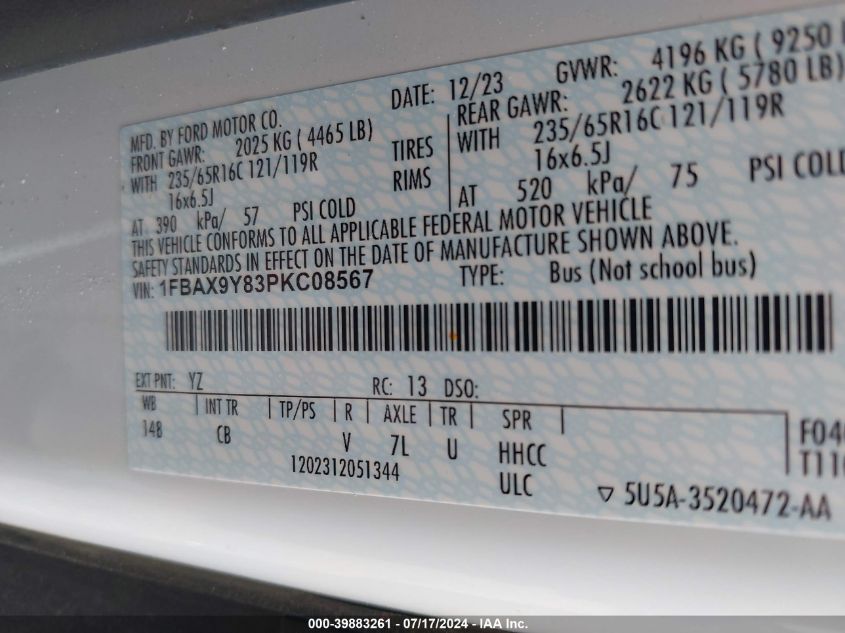 MFD. BY FORD MOTOR CO. DATE: 12/23 GVWR: 4196 KG ( 9250
FRONT GAWR: 2025 KG ( 4465 LB) REAR GAWR: 2622 KG ( 5780 LB)
WITH 235/65R16C 121/119R TIRES WITH 235/65R16C 121/119R
16x6.5J RIMS 16x6.5J
AT 390 kPa/ 57 PSI COLD AT 520 kPa/ 75 PSI COLD
THIS VEHICLE CONFORMS TO ALL APPLICABLE FEDERAL MOTOR VEHICLE
SAFETY STANDARDS IN EFFECT ON THE DATE OF MANUFACTURE SHOWN ABOVE.
VIN: 1FBAX9Y83PKC08567 TYPE: Bus (Not school bus)
EXT PNT: YZ RC: 13 DSO:
WB INT TR TP/PS R AXLE TR SPR
148 CB V 7L U HHCC
1202312051344 ULC
F04
T11
▽ 5U5A-3520472-AA
000-39883261 - 07/17/2024 - IAA Inc.